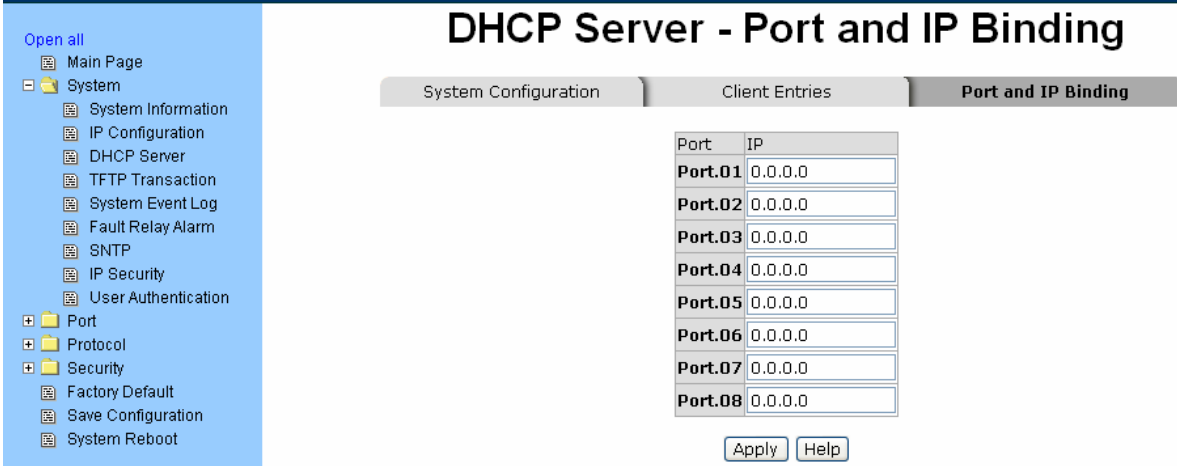 DHCP Server - Port and IP Binding
Open all
Main Page
System
System Information
IP Configuration
DHCP Server
TFTP Transaction
System Event Log
Fault Relay Alarm
SNTP
IP Security
User Authentication
Port
Protocol
Security
Factory Default
Save Configuration
System Reboot
System Configuration Client Entries Port and IP Binding
Port IP
Port.01 0.0.0.0
Port.02 0.0.0.0
Port.03 0.0.0.0
Port.04 0.0.0.0
Port.05 0.0.0.0
Port.06 0.0.0.0
Port.07 0.0.0.0
Port.08 0.0.0.0
Apply Help